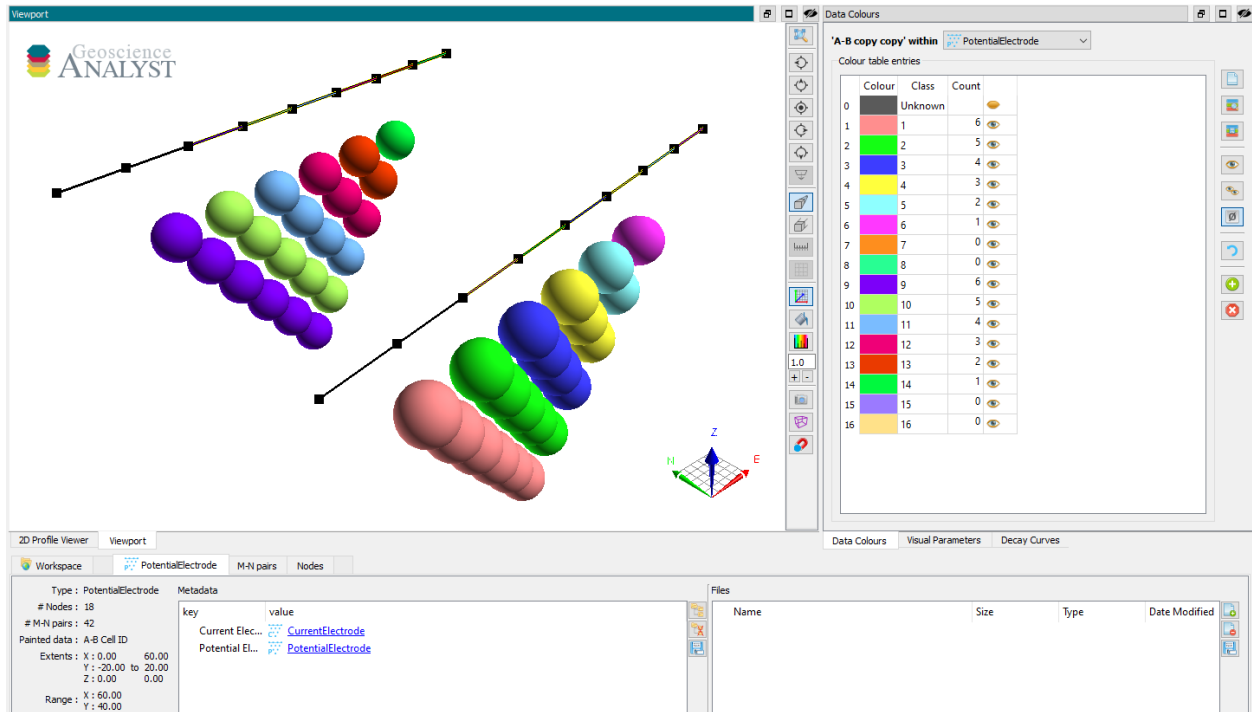 Viewport
Geoscience
ANALYST
N
Z
E
1.0
+ -
2D Profile Viewer Viewport
Data Colours
'A-B copy copy' within PotentialElectrode
Colour table entries
Colour Class Count
0 Unknown
1 1 6
2 2 5
3 3 4
4 4 3
5 5 2
6 6 1
7 7 0
8 8 0
9 9 6
10 10 5
11 11 4
12 12 3
13 13 2
14 14 1
15 15 0
16 16 0
Data Colours Visual Parameters Decay Curves
Workspace PotentialElectrode M-N pairs Nodes
Type : PotentialElectrode
# Nodes : 18
# M-N pairs : 42
Painted data : A-B Cell ID
Extents : X : 0.00 60.00
Y : -20.00 to 20.00
Z : 0.00 0.00
Range : X : 60.00
Y : 40.00
Metadata
key value
Current Elec... CurrentElectrode
Potential El... PotentialElectrode
Files
Name Size Type Date Modified